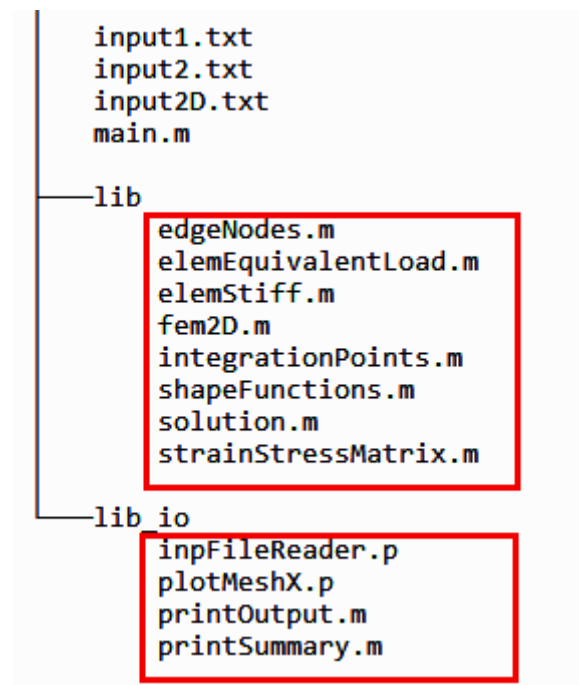 input1.txt
input2.txt
input2D.txt
main.m
lib
edgeNodes.m
elemEquivalentLoad.m
elemStiff.m
fem2D.m
integrationPoints.m
shapeFunctions.m
solution.m
strainStressMatrix.m
lib_io
inpFileReader.p
plotMeshX.p
printOutput.m
printSummary.m